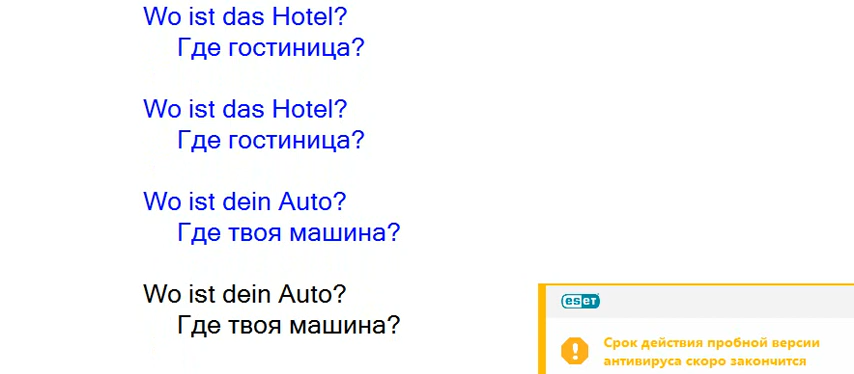 Wo ist das Hotel?
Где гостиница?
Wo ist das Hotel?
Где гостиница?
Wo ist dein Auto?
Где твоя машина?
Wo ist dein Auto?
Где твоя машина?
eset
Срок действия пробной версии
антивируса скоро закончится